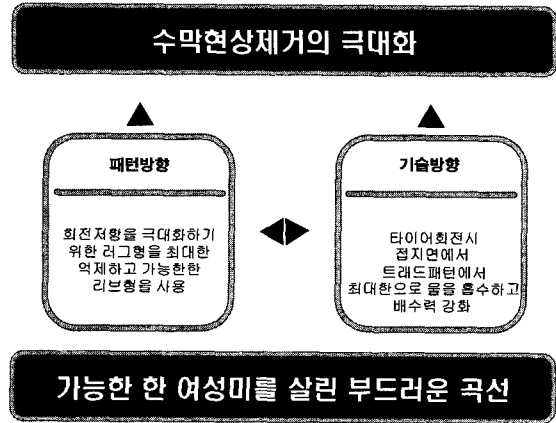 수막현상제거의 극대화
패턴방향
회전저항을 극대화하기
위한 러그형을 최대한
억제하고 가능한한
리브형을 사용
기술방향
타이어회전시
접지면에서
트래드패턴에서
최대한으로 물을 흡수하고
배수력 강화
가능한 한 여성미를 살린 부드러운 곡선